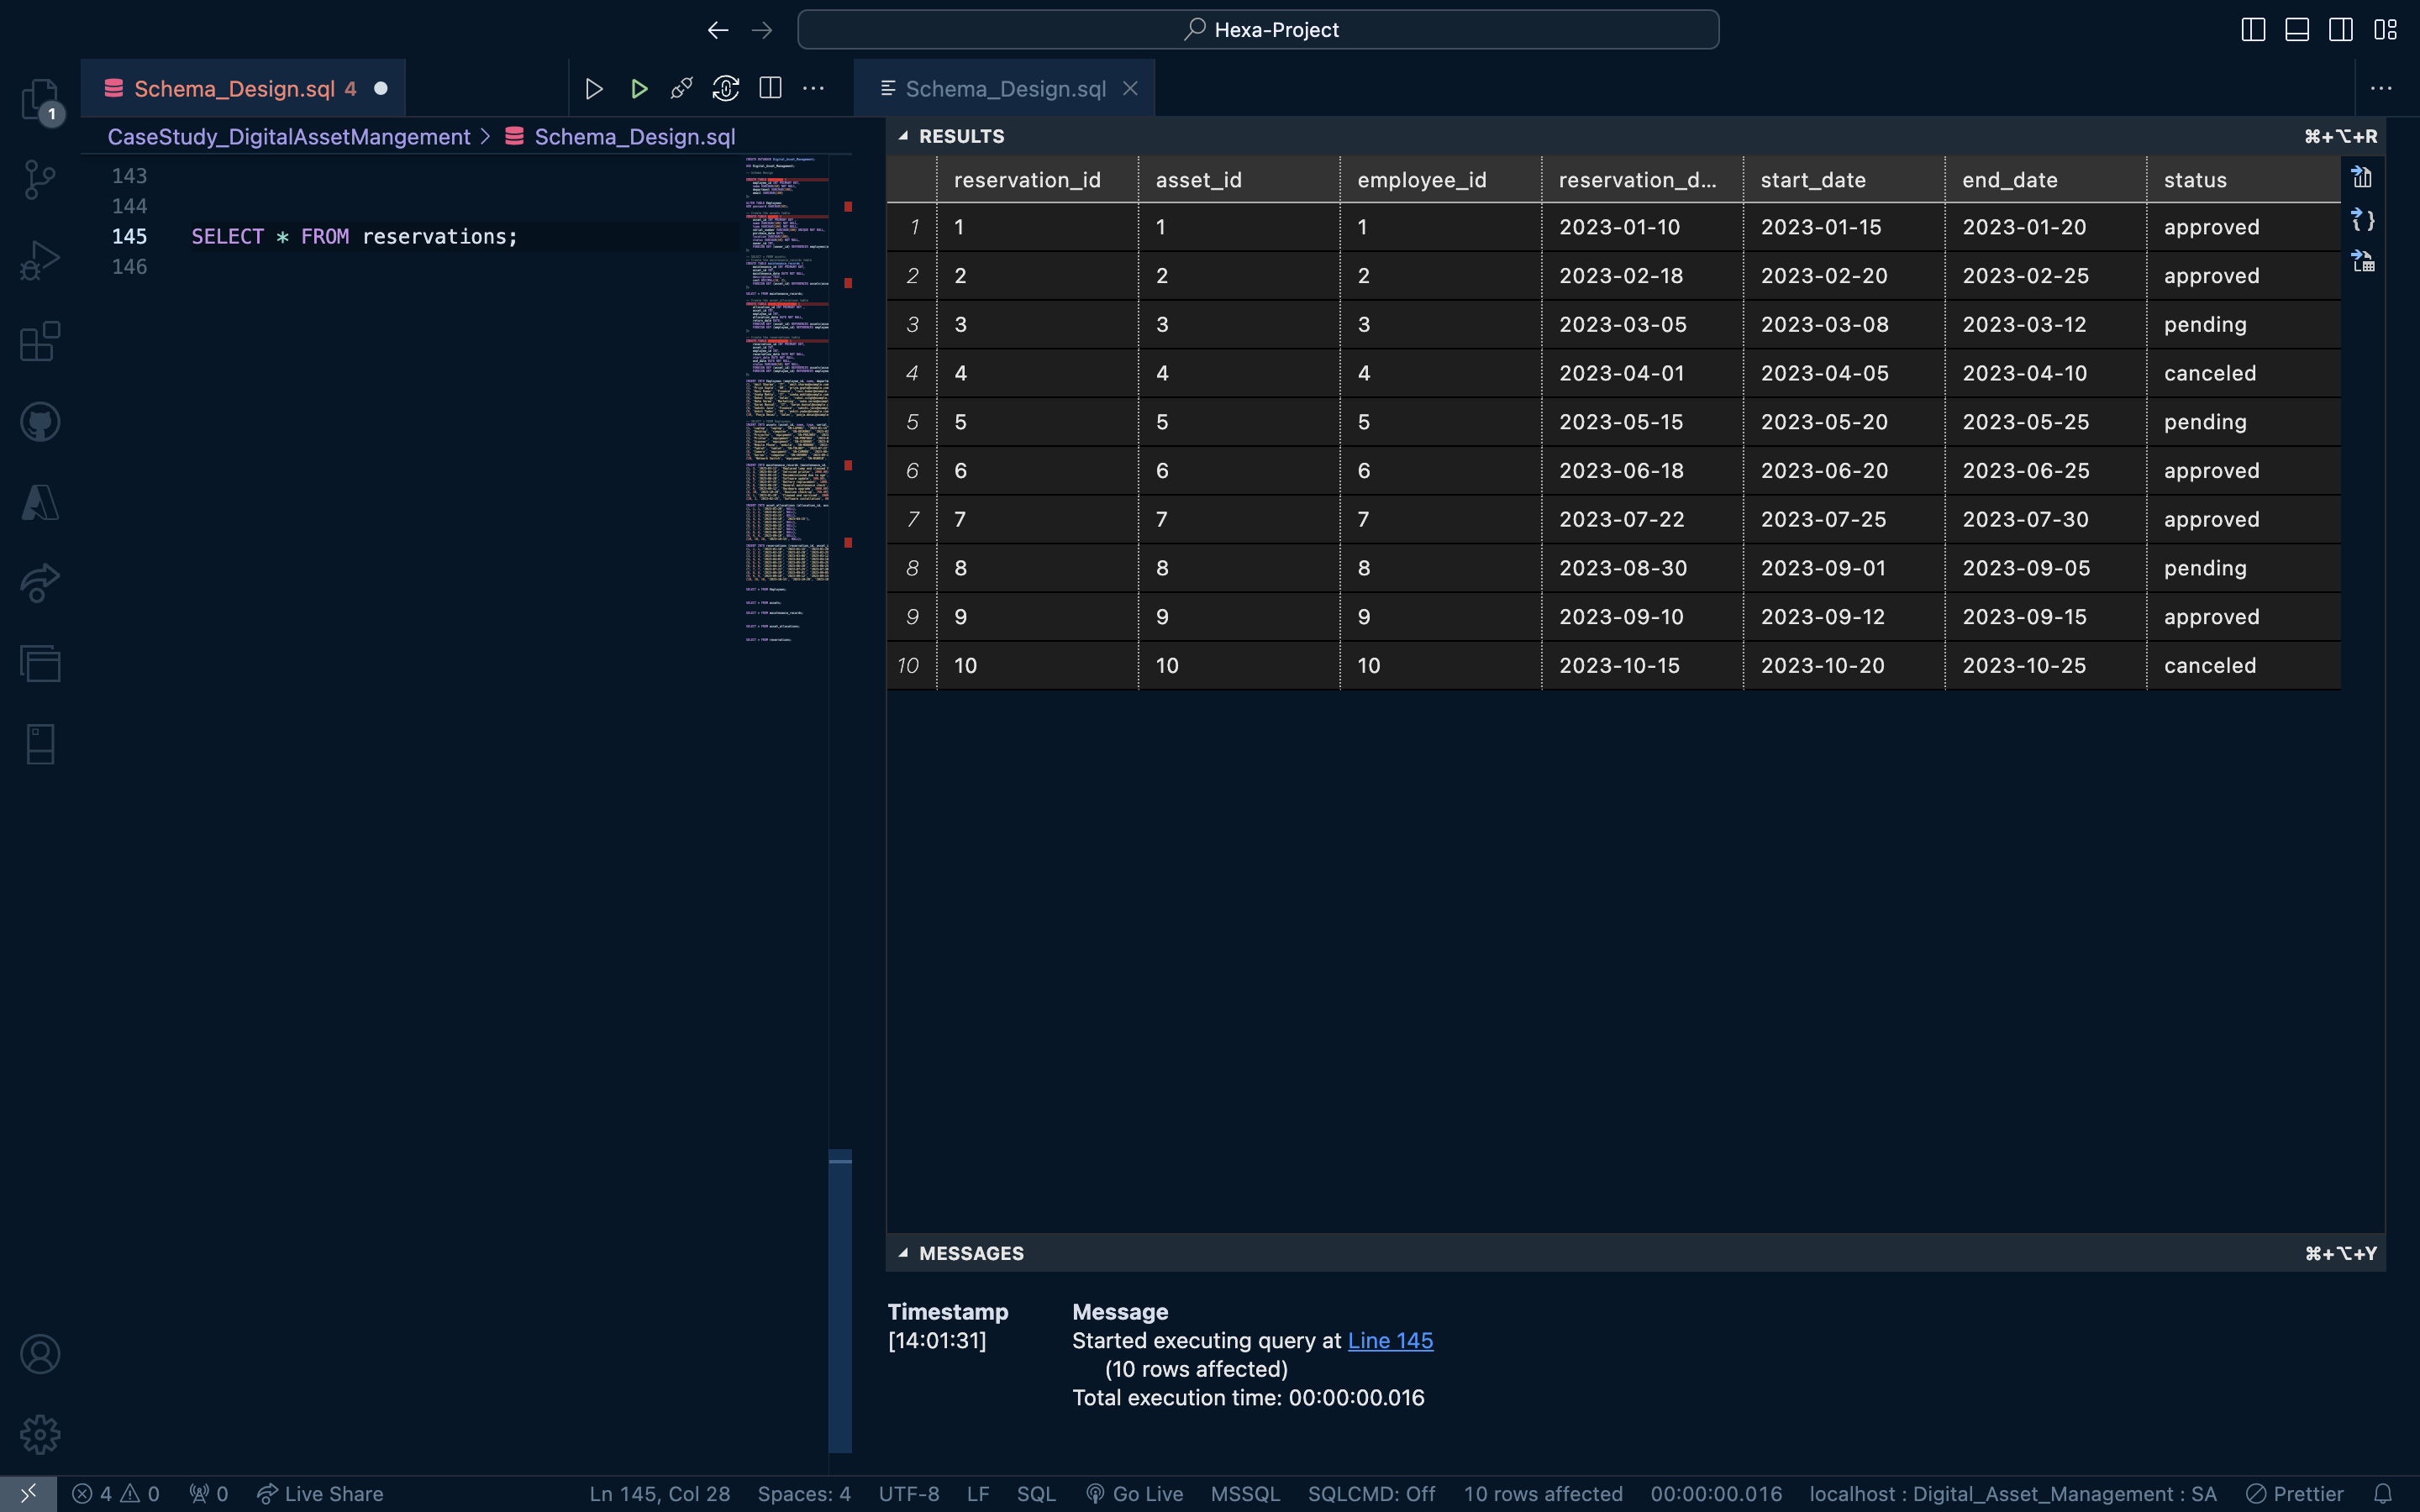 Hexa-Project
Schema_Design.sql 4
Schema_Design.sql
1
CaseStudy_DigitalAssetMangement > Schema_Design.sql
143
144
145 SELECT * FROM reservations;
146
RESULTS ⌘+⌥+R
reservation_id asset_id employee_id reservation_d... start_date end_date status
1 1 1 1 2023-01-10 2023-01-15 2023-01-20 approved
2 2 2 2 2023-02-18 2023-02-20 2023-02-25 approved
3 3 3 3 2023-03-05 2023-03-08 2023-03-12 pending
4 4 4 4 2023-04-01 2023-04-05 2023-04-10 canceled
5 5 5 5 2023-05-15 2023-05-20 2023-05-25 pending
6 6 6 6 2023-06-18 2023-06-20 2023-06-25 approved
7 7 7 7 2023-07-22 2023-07-25 2023-07-30 approved
8 8 8 8 2023-08-30 2023-09-01 2023-09-05 pending
9 9 9 9 2023-09-10 2023-09-12 2023-09-15 approved
10 10 10 10 2023-10-15 2023-10-20 2023-10-25 canceled
MESSAGES ⌘+⌥+Y
Timestamp Message
[14:01:31] Started executing query at Line 145
(10 rows affected)
Total execution time: 00:00:00.016
4 0 0 Live Share Ln 145, Col 28 Spaces: 4 UTF-8 LF SQL Go Live MSSQL SQLCMD: Off 10 rows affected 00:00:00.016 localhost : Digital_Asset_Management : SA Prettier